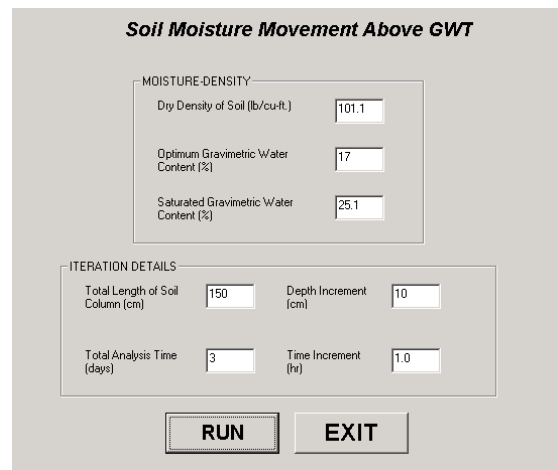 Soil Moisture Movement Above GWT
MOISTURE-DENSITY
Dry Density of Soil (lb/cu-ft.)
101.1
Optimum Gravimetric Water
Content (%)
17
Saturated Gravimetric Water
Content (%)
25.1
ITERATION DETAILS
Total Length of Soil
Column (cm)
150
Depth Increment
(cm)
10
Total Analysis Time
(days)
3
Time Increment
(hr)
1.0
RUN
EXIT